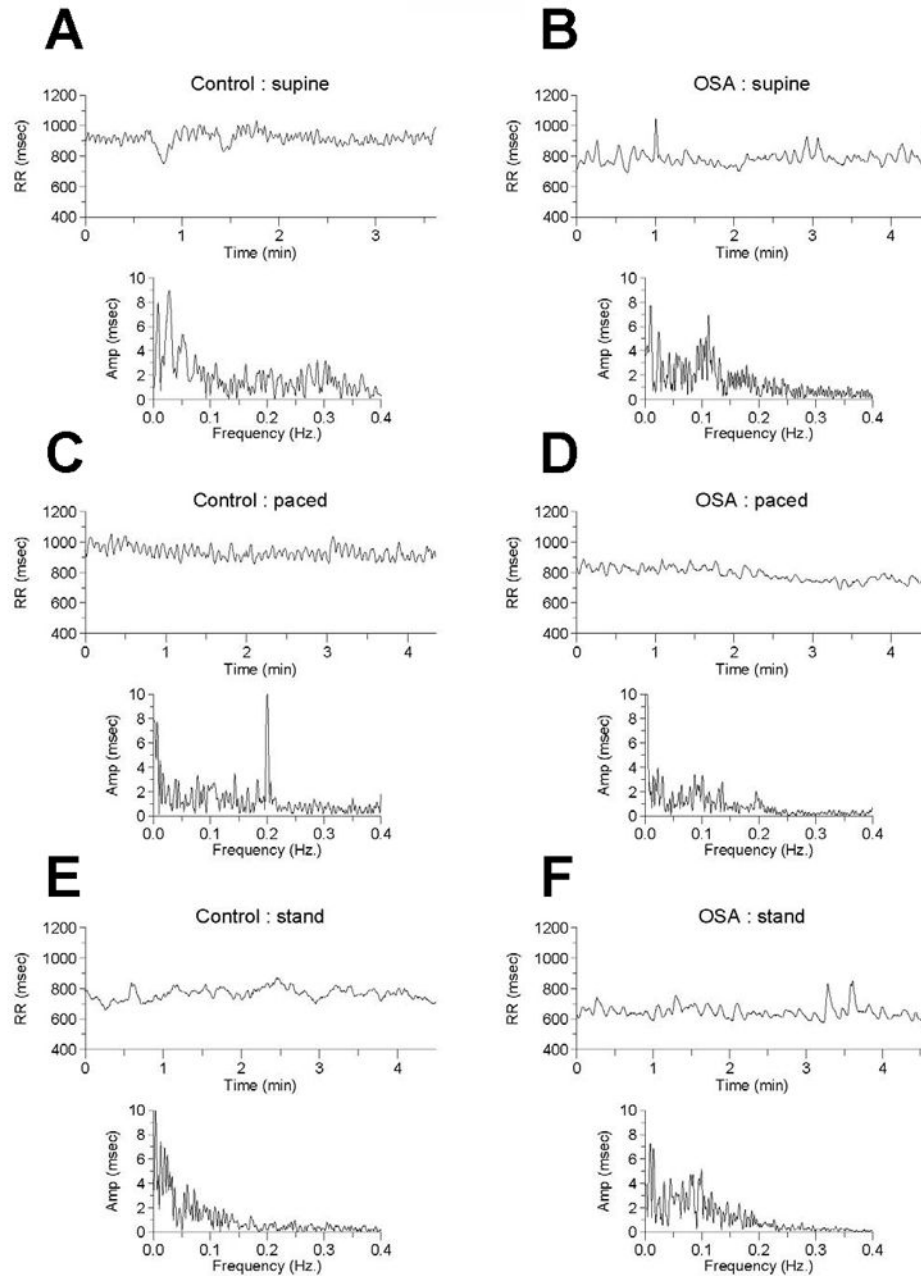 A
B
Control : supine
OSA : supine
1200
1000
800
600
400
RR (msec)
0 1 2 3
Time (min)
1200
1000
800
600
400
RR (msec)
0 1 2 3 4
Time (min)
10
8
6
4
2
0
Amp (msec)
0.0 0.1 0.2 0.3 0.4
Frequency (Hz.)
10
8
6
4
2
0
Amp (msec)
0.0 0.1 0.2 0.3 0.4
Frequency (Hz.)
C
D
Control : paced
OSA : paced
1200
1000
800
600
400
RR (msec)
0 1 2 3 4
Time (min)
1200
1000
800
600
400
RR (msec)
0 1 2 3 4
Time (min)
10
8
6
4
2
0
Amp (msec)
0.0 0.1 0.2 0.3 0.4
Frequency (Hz.)
10
8
6
4
2
0
Amp (msec)
0.0 0.1 0.2 0.3 0.4
Frequency (Hz.)
E
F
Control : stand
OSA : stand
1200
1000
800
600
400
RR (msec)
0 1 2 3 4
Time (min)
1200
1000
800
600
400
RR (msec)
0 1 2 3 4
Time (min)
10
8
6
4
2
0
Amp (msec)
0.0 0.1 0.2 0.3 0.4
Frequency (Hz.)
10
8
6
4
2
0
Amp (msec)
0.0 0.1 0.2 0.3 0.4
Frequency (Hz.)